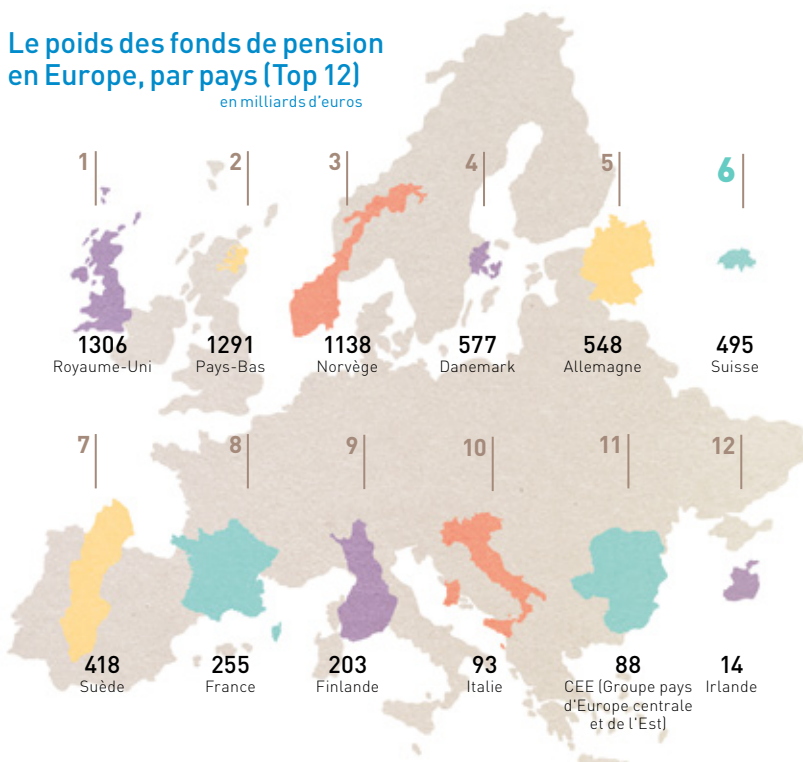 Le poids des fonds de pension
en Europe, par pays (Top 12)
en milliards d'euros
1 2 3 4 5 6
1306 1291 1138 577 548 495
Royaume-Uni Pays-Bas Norvège Danemark Allemagne Suisse
7 8 9 10 11 12
418 255 203 93 88 14
Suède France Finlande Italie CEE (Groupe pays Irlande
d'Europe centrale
et de l'Est)